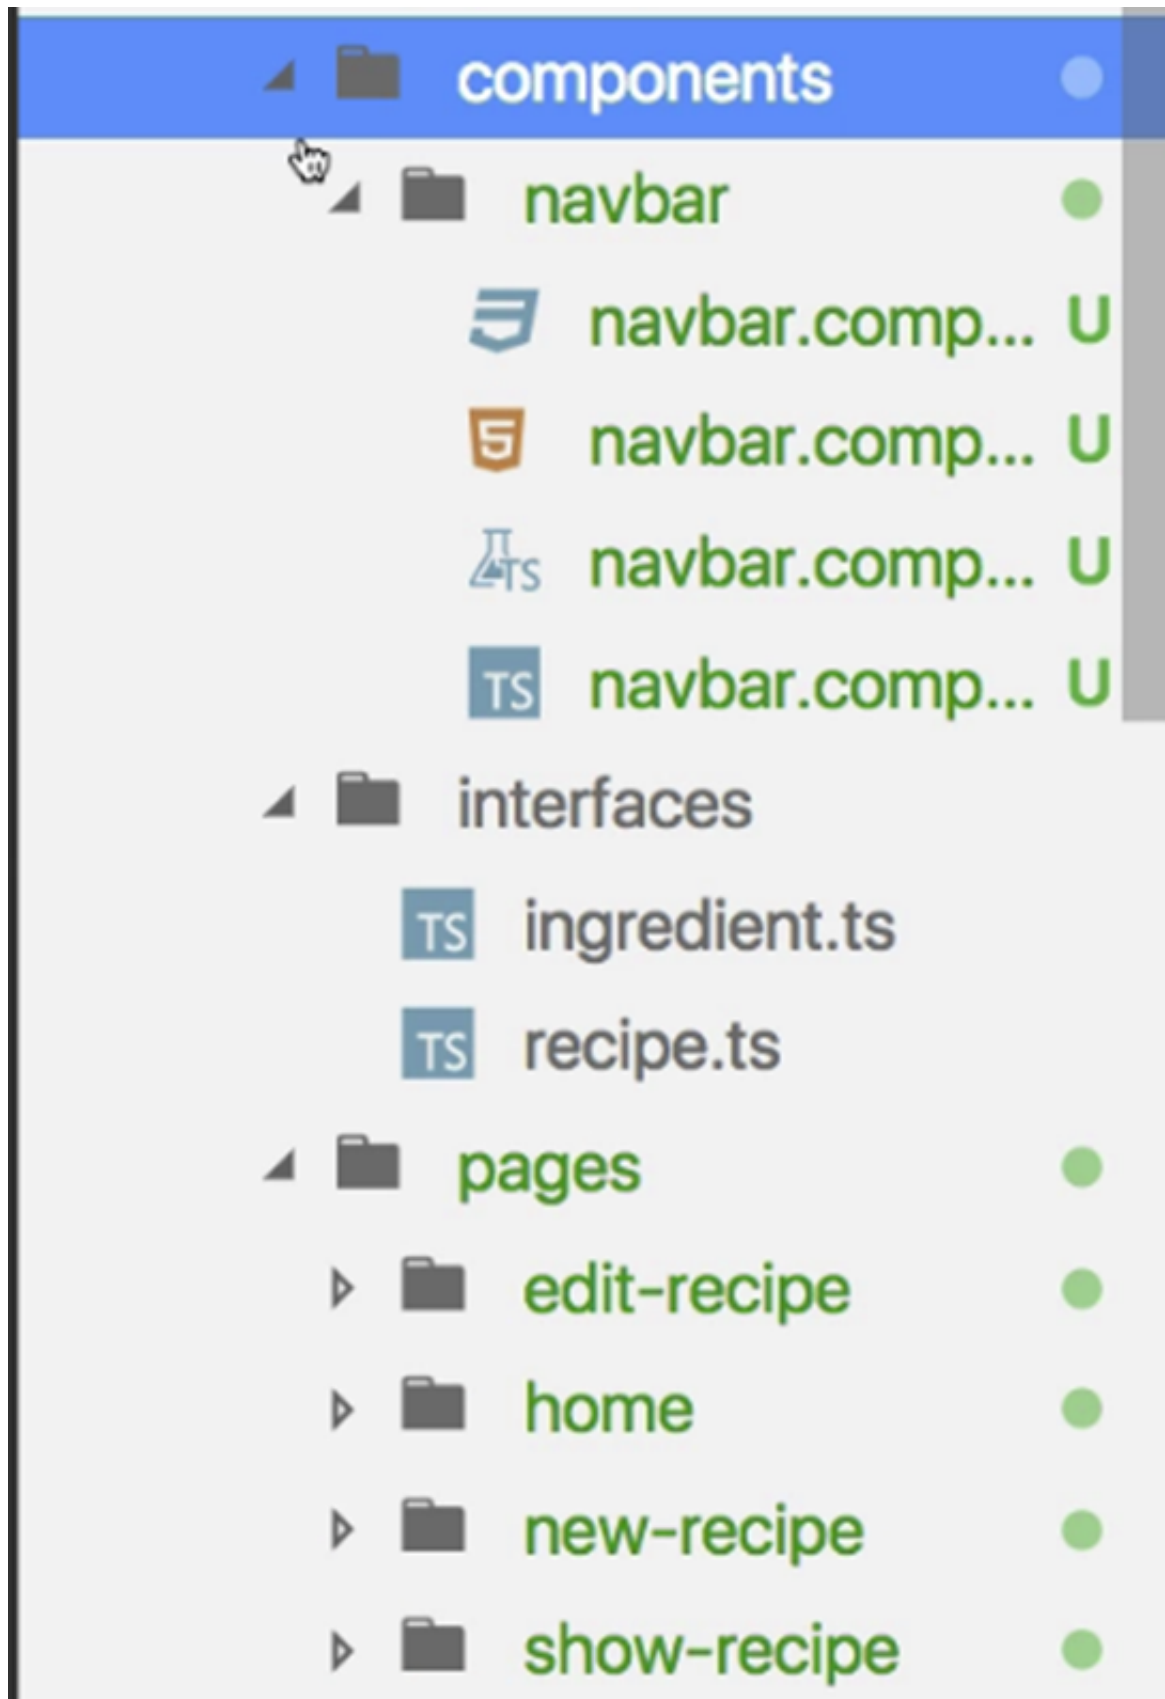 components
navbar
navbar.comp... U
5 navbar.comp... U
TS navbar.comp... U
TS navbar.comp... U
interfaces
TS ingredient.ts
TS recipe.ts
pages
edit-recipe
home
new-recipe
show-recipe